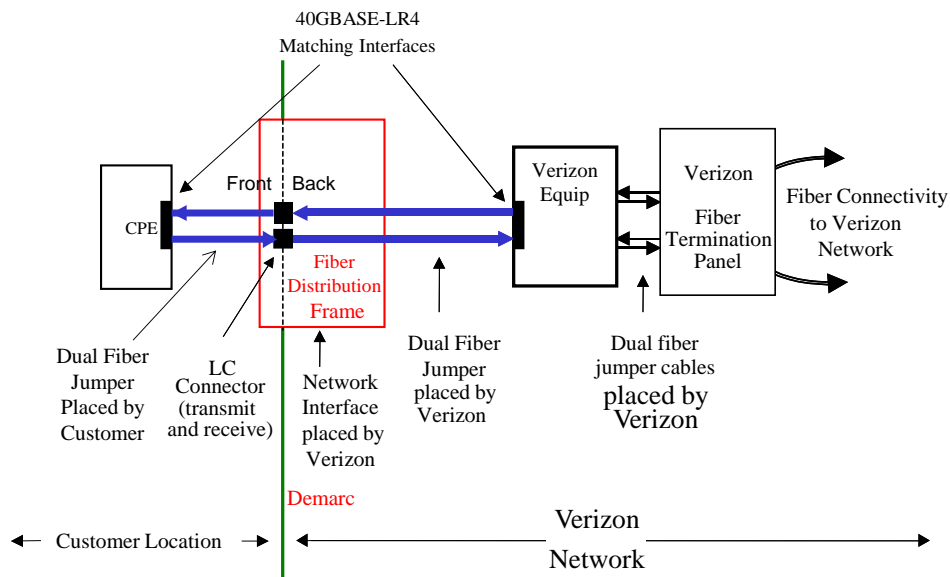 40GBASE-LR4
Matching Interfaces
Front
Back
CPE
Verizon
Equip
Verizon
Fiber
Termination
Panel
Fiber Connectivity
to Verizon
Network
Fiber
Distribution
Frame
Dual Fiber
Jumper
Placed by
Customer
LC
Connector
(transmit
and receive)
Network
Interface
placed by
Verizon
Dual Fiber
Jumper
placed by
Verizon
Dual fiber
jumper cables
placed by
Verizon
Demarc
Customer Location
Verizon
Network